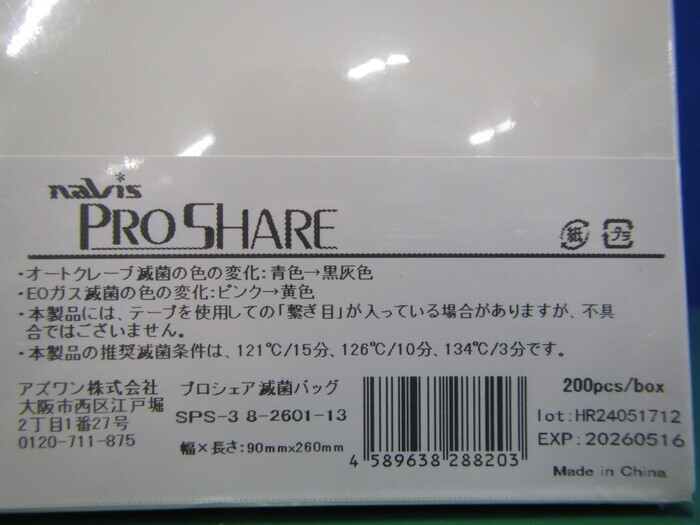 navis
PRO SHARE
紙 プラ
・オートクレーブ滅菌の色の変化:青色→黒灰色
・EOガス滅菌の色の変化:ピンク→黄色
・本製品には、テープを使用しての「繋ぎ目」が入っている場合がありますが、不具
合ではございません。
・本製品の推奨滅菌条件は、121℃/15分、126℃/10分、134℃/3分です。
アズワン株式会社
大阪市西区江戸堀
2丁目1番27号
0120-711-875
プロシェア滅菌バッグ
SPS-3 8-2601-13
幅×長さ:90mm×260mm
4 589638 288203
200pcs/box
lot:HR24051712
EXP:20260516
Made in China